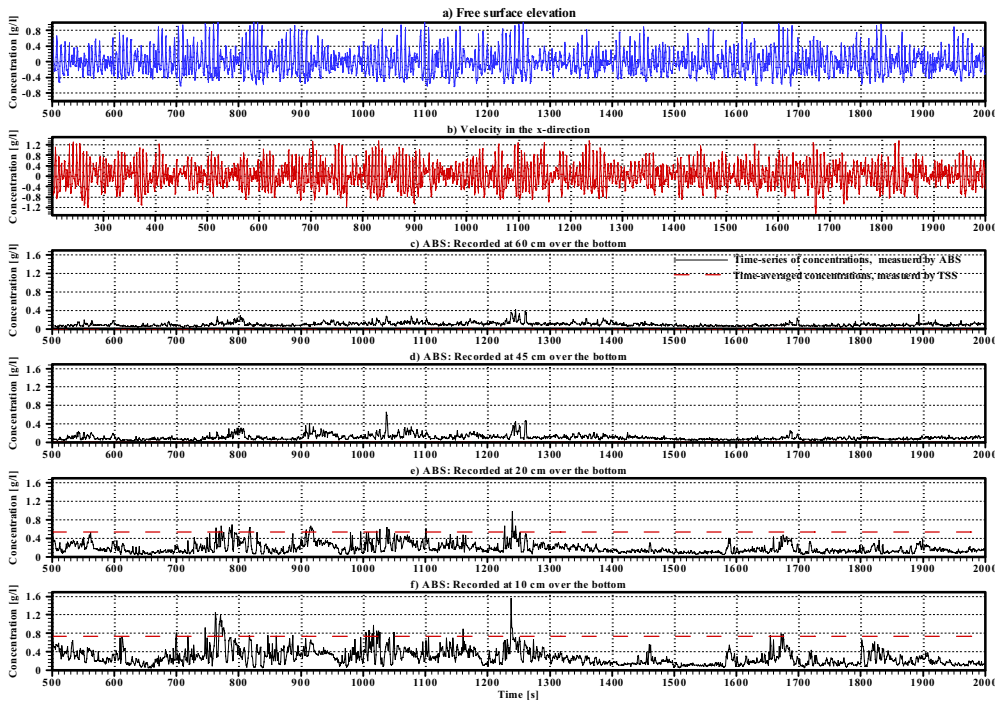 a) Free surface elevation
Concentration [g/l]
0.8
0.4
0
-0.4
-0.8
500 600 700 800 900 1000 1100 1200 1300 1400 1500 1600 1700 1800 1900 2000
b) Velocity in the x-direction
Concentration [g/l]
1.2
0.8
0.4
0
-0.4
-0.8
-1.2
300 400 500 600 700 800 900 1000 1100 1200 1300 1400 1500 1600 1700 1800 1900 2000
c) ABS: Recorded at 60 cm over the bottom
Concentration [g/l]
1.6
1.2
0.8
0.4
0
Time-series of concentrations, measuerd by ABS
Time-averaged concentrations, measuerd by TSS
500 600 700 800 900 1000 1100 1200 1300 1400 1500 1600 1700 1800 1900 2000
d) ABS: Recorded at 45 cm over the bottom
Concentration [g/l]
1.6
1.2
0.8
0.4
0
500 600 700 800 900 1000 1100 1200 1300 1400 1500 1600 1700 1800 1900 2000
e) ABS: Recorded at 20 cm over the bottom
Concentration [g/l]
1.6
1.2
0.8
0.4
0
500 600 700 800 900 1000 1100 1200 1300 1400 1500 1600 1700 1800 1900 2000
f) ABS: Recorded at 10 cm over the bottom
Concentration [g/l]
1.6
1.2
0.8
0.4
0
500 600 700 800 900 1000 1100 1200 1300 1400 1500 1600 1700 1800 1900 2000
Time [s]